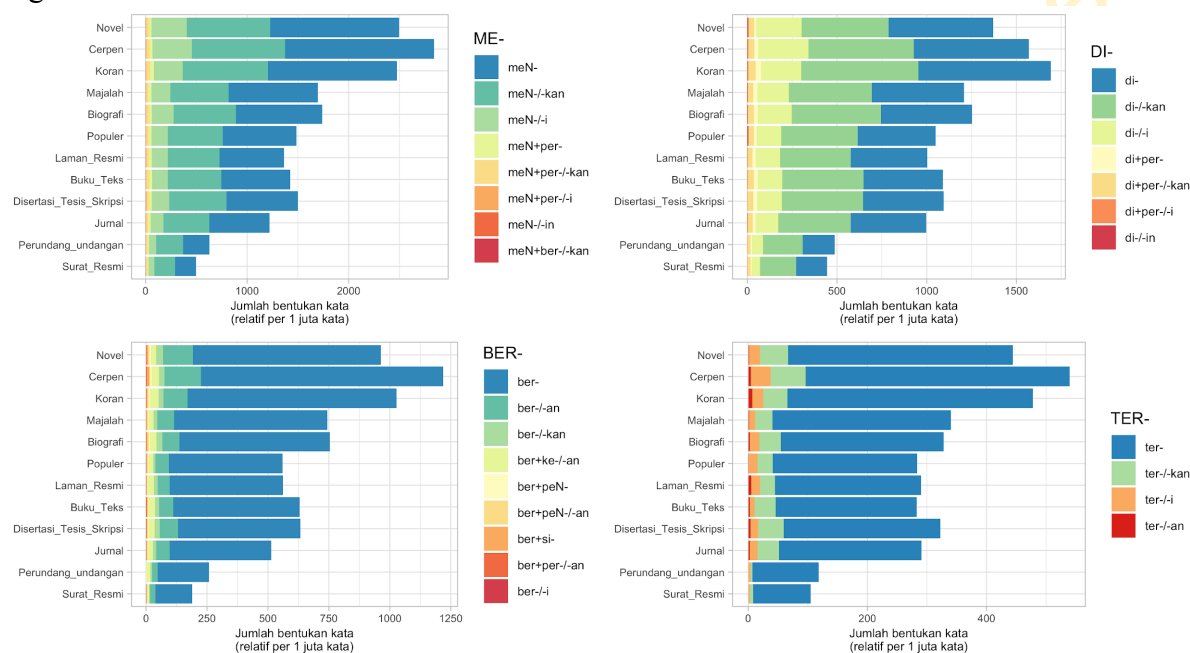 Novel
Cerpen
Koran
Majalah
Biografi
Populer
Laman_Resmi
Buku_Teks
Disertasi_Tesis_Skripsi
Jurnal
Perundang_undangan
Surat_Resmi
0
1000
2000
Jumlah bentukan kata
(relatif per 1 juta kata)
ME-
meN-
meN-/-kan
meN-/-i
meN+per-
meN+per-/-kan
meN+per-/-i
meN-/-in
meN+ber-/-kan
Novel
Cerpen
Koran
Majalah
Biografi
Populer
Laman_Resmi
Buku_Teks
Disertasi_Tesis_Skripsi
Jurnal
Perundang_undangan
Surat_Resmi
0
500
1000
1500
Jumlah bentukan kata
(relatif per 1 juta kata)
DI-
di-
di-/-kan
di-/-i
di+per-
di+per-/-kan
di+per-/-i
di-/-in
Novel
Cerpen
Koran
Majalah
Biografi
Populer
Laman_Resmi
Buku_Teks
Disertasi_Tesis_Skripsi
Jurnal
Perundang_undangan
Surat_Resmi
0
250
500
750
1000
1250
Jumlah bentukan kata
(relatif per 1 juta kata)
BER-
ber-
ber-/-an
ber-/-kan
ber+ke-/-an
ber+peN-
ber+peN-/-an
ber+si-
ber+per-/-an
ber-/-i
Novel
Cerpen
Koran
Majalah
Biografi
Populer
Laman_Resmi
Buku_Teks
Disertasi_Tesis_Skripsi
Jurnal
Perundang_undangan
Surat_Resmi
0
200
400
Jumlah bentukan kata
(relatif per 1 juta kata)
TER-
ter-
ter-/-kan
ter-/-i
ter-/-an